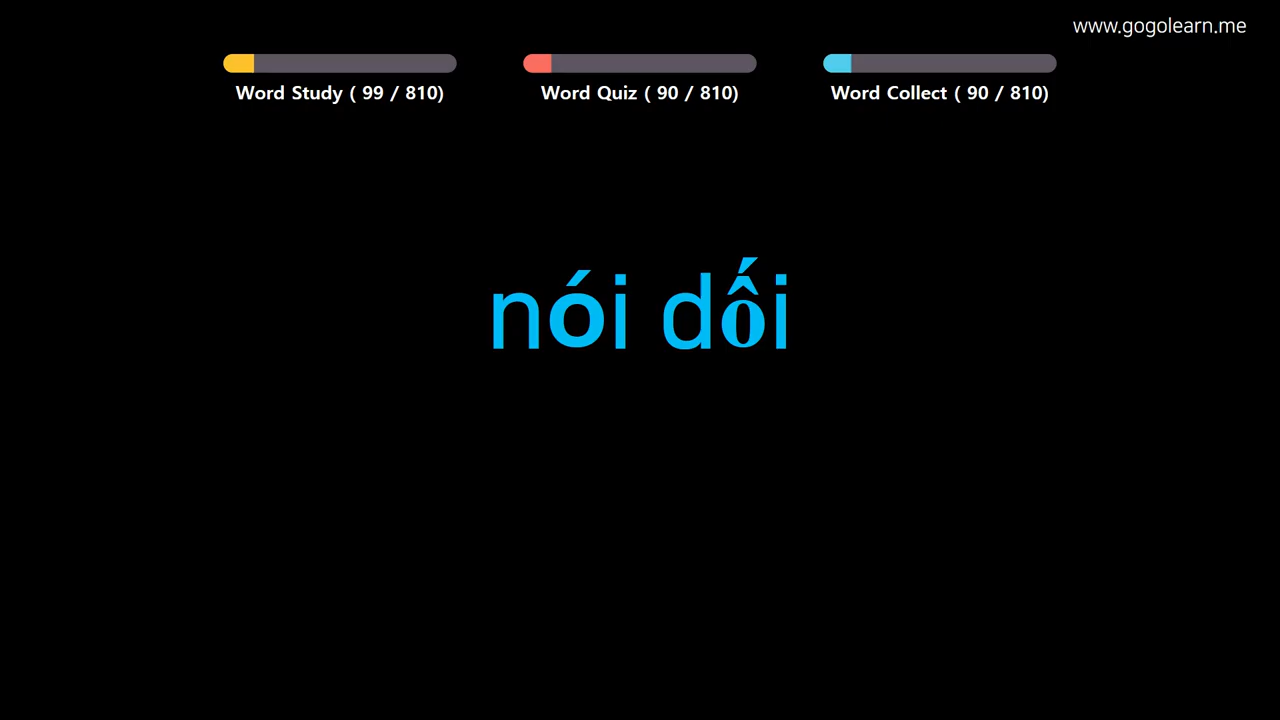 www.gogolearn.me
Word Study ( 99 / 810)
Word Quiz ( 90 / 810)
Word Collect ( 90 / 810)
nói dối